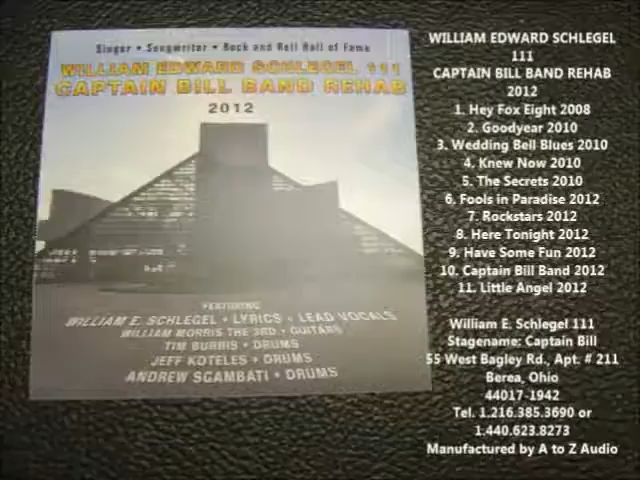 Singer • Songwriter • Rock and Roll Hall of Fame
WILLIAM EDWARD SCHLEGEL 111
CAPTAIN BILL BAND REHAB
2012
FEATURING
WILLIAM E. SCHLEGEL • LYRICS • LEAD VOCALS
WILLIAM MORRIS THE 3RD • GUITARS
TIM BURRIS • DRUMS
JEFF KOTELES • DRUMS
ANDREW SGAMBATI • DRUMS
WILLIAM EDWARD SCHLEGEL
111
CAPTAIN BILL BAND REHAB
2012
1. Hey Fox Eight 2008
2. Goodyear 2010
3. Wedding Bell Blues 2010
4. Knew Now 2010
5. The Secrets 2010
6. Fools in Paradise 2012
7. Rockstars 2012
8. Here Tonight 2012
9. Have Some Fun 2012
10. Captain Bill Band 2012
11. Little Angel 2012
William E. Schlegel 111
Stagename: Captain Bill
55 West Bagley Rd., Apt. # 211
Berea, Ohio
44017-1942
Tel. 1.216.385.3690 or
1.440.623.8273
Manufactured by A to Z Audio